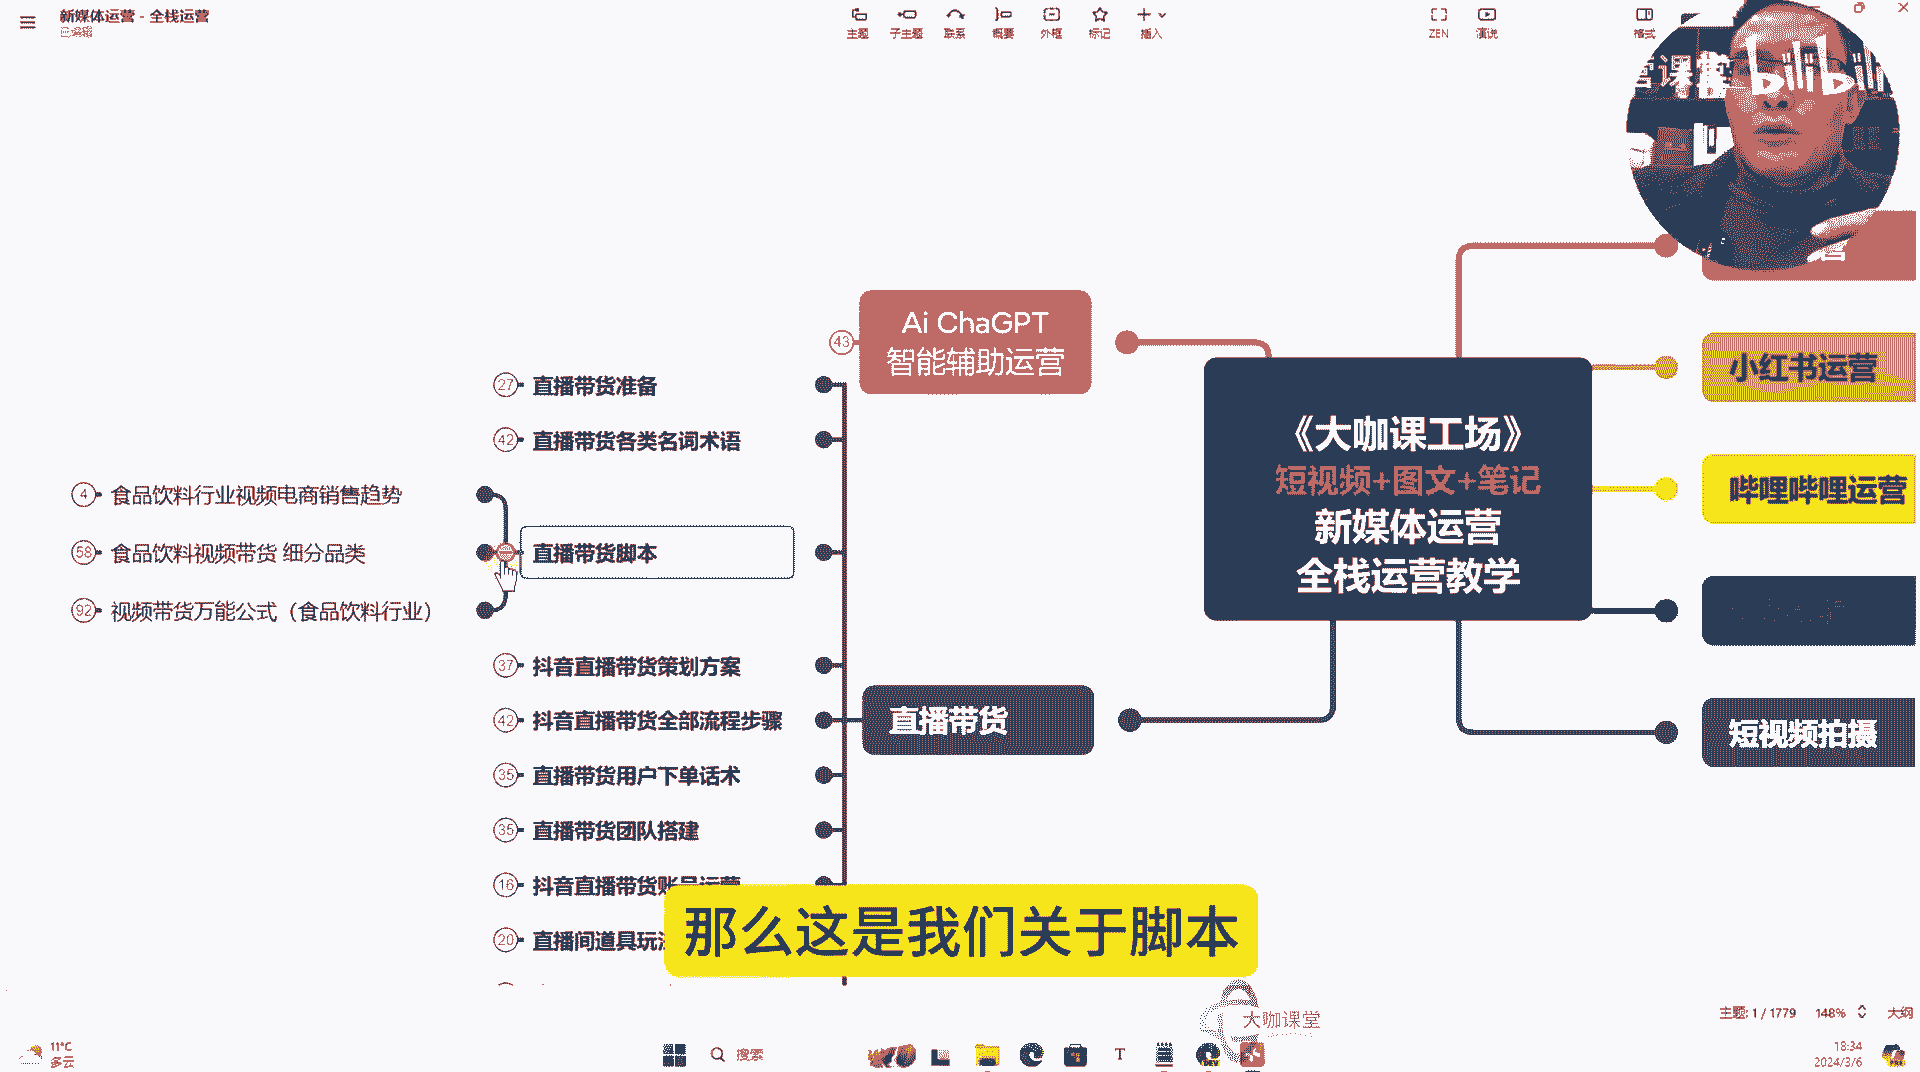 新媒体运营 - 全栈运营
已编辑
主题
子主题
联系
概要
外框
标记
插入
ZEN
演说
格式
营课堂
bilibili
Ai ChaGPT
智能辅助运营
43
27 直播带货准备
42 直播带货各类名词术语
4 食品饮料行业视频电商销售趋势
58 食品饮料视频带货 细分品类
直播带货脚本
92 视频带货万能公式（食品饮料行业）
37 抖音直播带货策划方案
42 抖音直播带货全部流程步骤
35 直播带货用户下单话术
35 直播带货团队搭建
16 抖音直播带货账号运营
20 直播间道具玩法
直播带货
《大咖课工场》
短视频+图文+笔记
新媒体运营
全栈运营教学
营
小红书运营
哔哩哔哩运营
短视频拍摄
那么这是我们关于脚本
大咖课堂
主题: 1 / 1779
148%
大纲
11°C
多云
搜索
T
DEV
18:34
2024/3/6
PRE